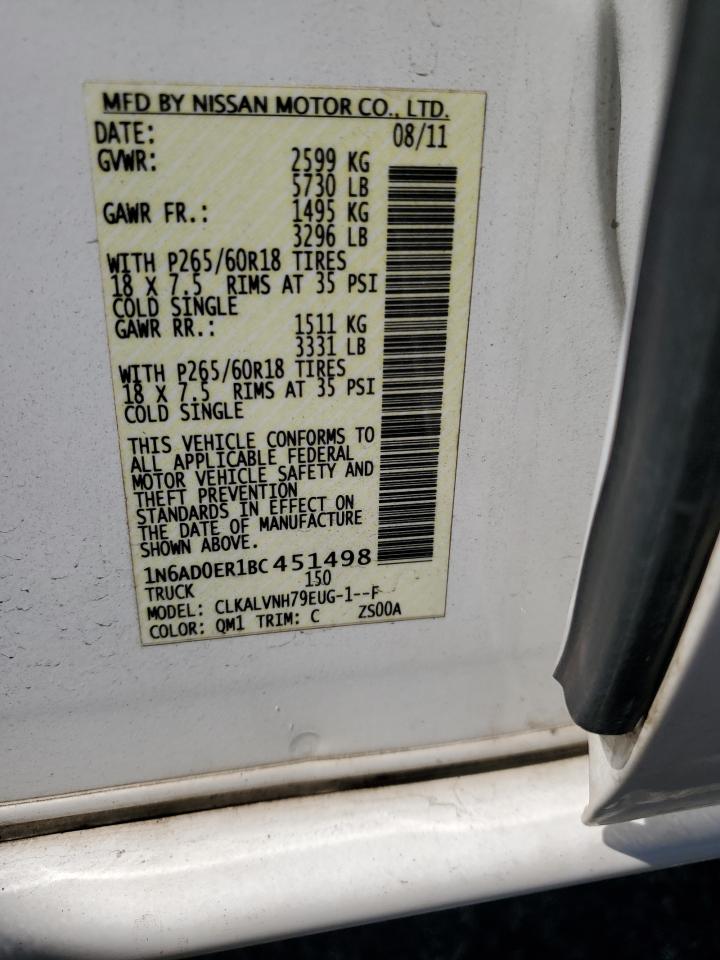 MFD BY NISSAN MOTOR CO., LTD.
DATE: 08/11
GVWR: 2599 KG
5730 LB
GAWR FR.: 1495 KG
3296 LB
WITH P265/60R18 TIRES
18 X 7.5 RIMS AT 35 PSI
COLD SINGLE
GAWR RR.: 1511 KG
3331 LB
WITH P265/60R18 TIRES
18 X 7.5 RIMS AT 35 PSI
COLD SINGLE
THIS VEHICLE CONFORMS TO
ALL APPLICABLE FEDERAL
MOTOR VEHICLE SAFETY AND
THEFT PREVENTION
STANDARDS IN EFFECT ON
THE DATE OF MANUFACTURE
SHOWN ABOVE.
1N6AD0ER1BC451498
TRUCK 150
MODEL: CLKALVNH79EUG-1--F
COLOR: QM1 TRIM: C ZS00A